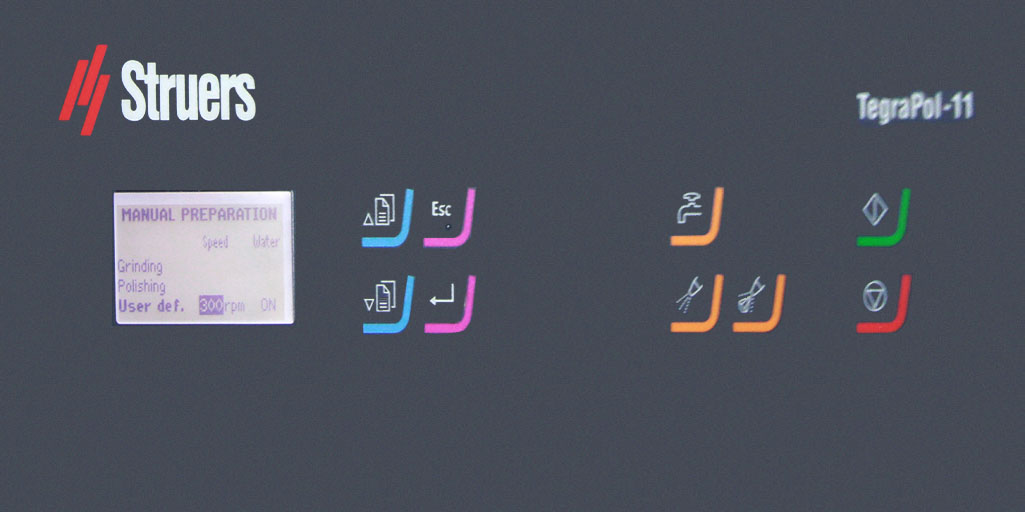 Struers
TegraPol-11
MANUAL PREPARATION
Speed Water
Grinding
Polishing
User def. 300rpm ON
Esc